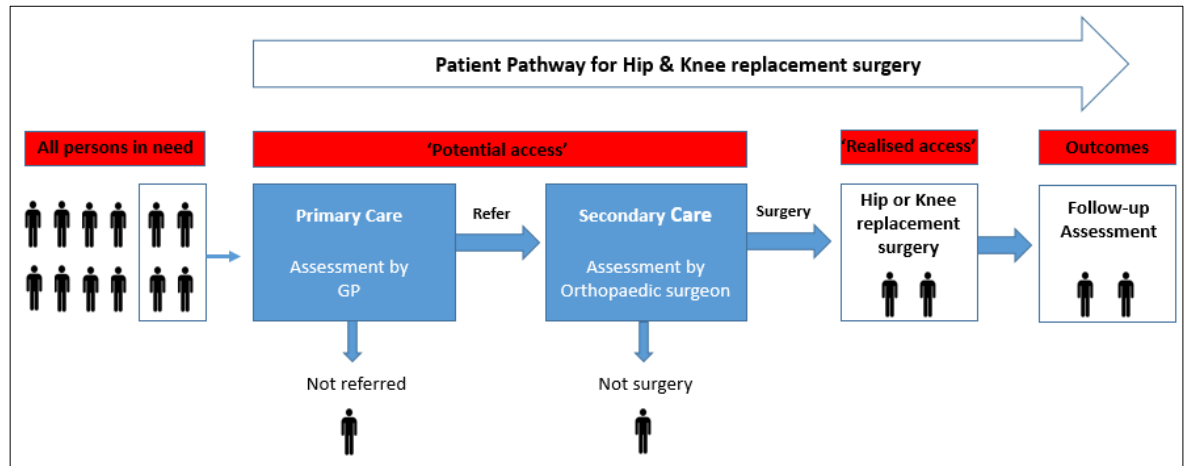 Patient Pathway for Hip & Knee replacement surgery
All persons in need
'Potential access'
'Realised access'
Outcomes
Primary Care
Assessment by
GP
Refer
Secondary Care
Assessment by
Orthopaedic surgeon
Surgery
Hip or Knee
replacement
surgery
Follow-up
Assessment
Not referred
Not surgery